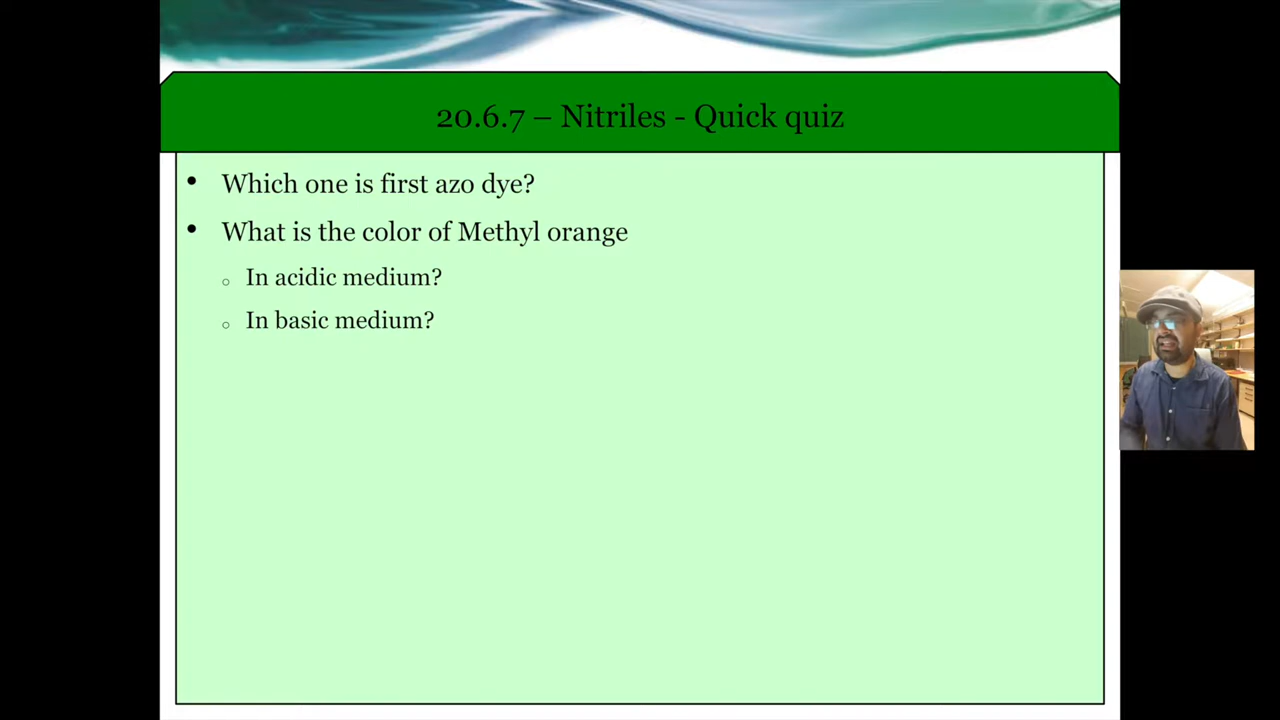 20.6.7 – Nitriles - Quick quiz
• Which one is first azo dye?
• What is the color of Methyl orange
○ In acidic medium?
○ In basic medium?